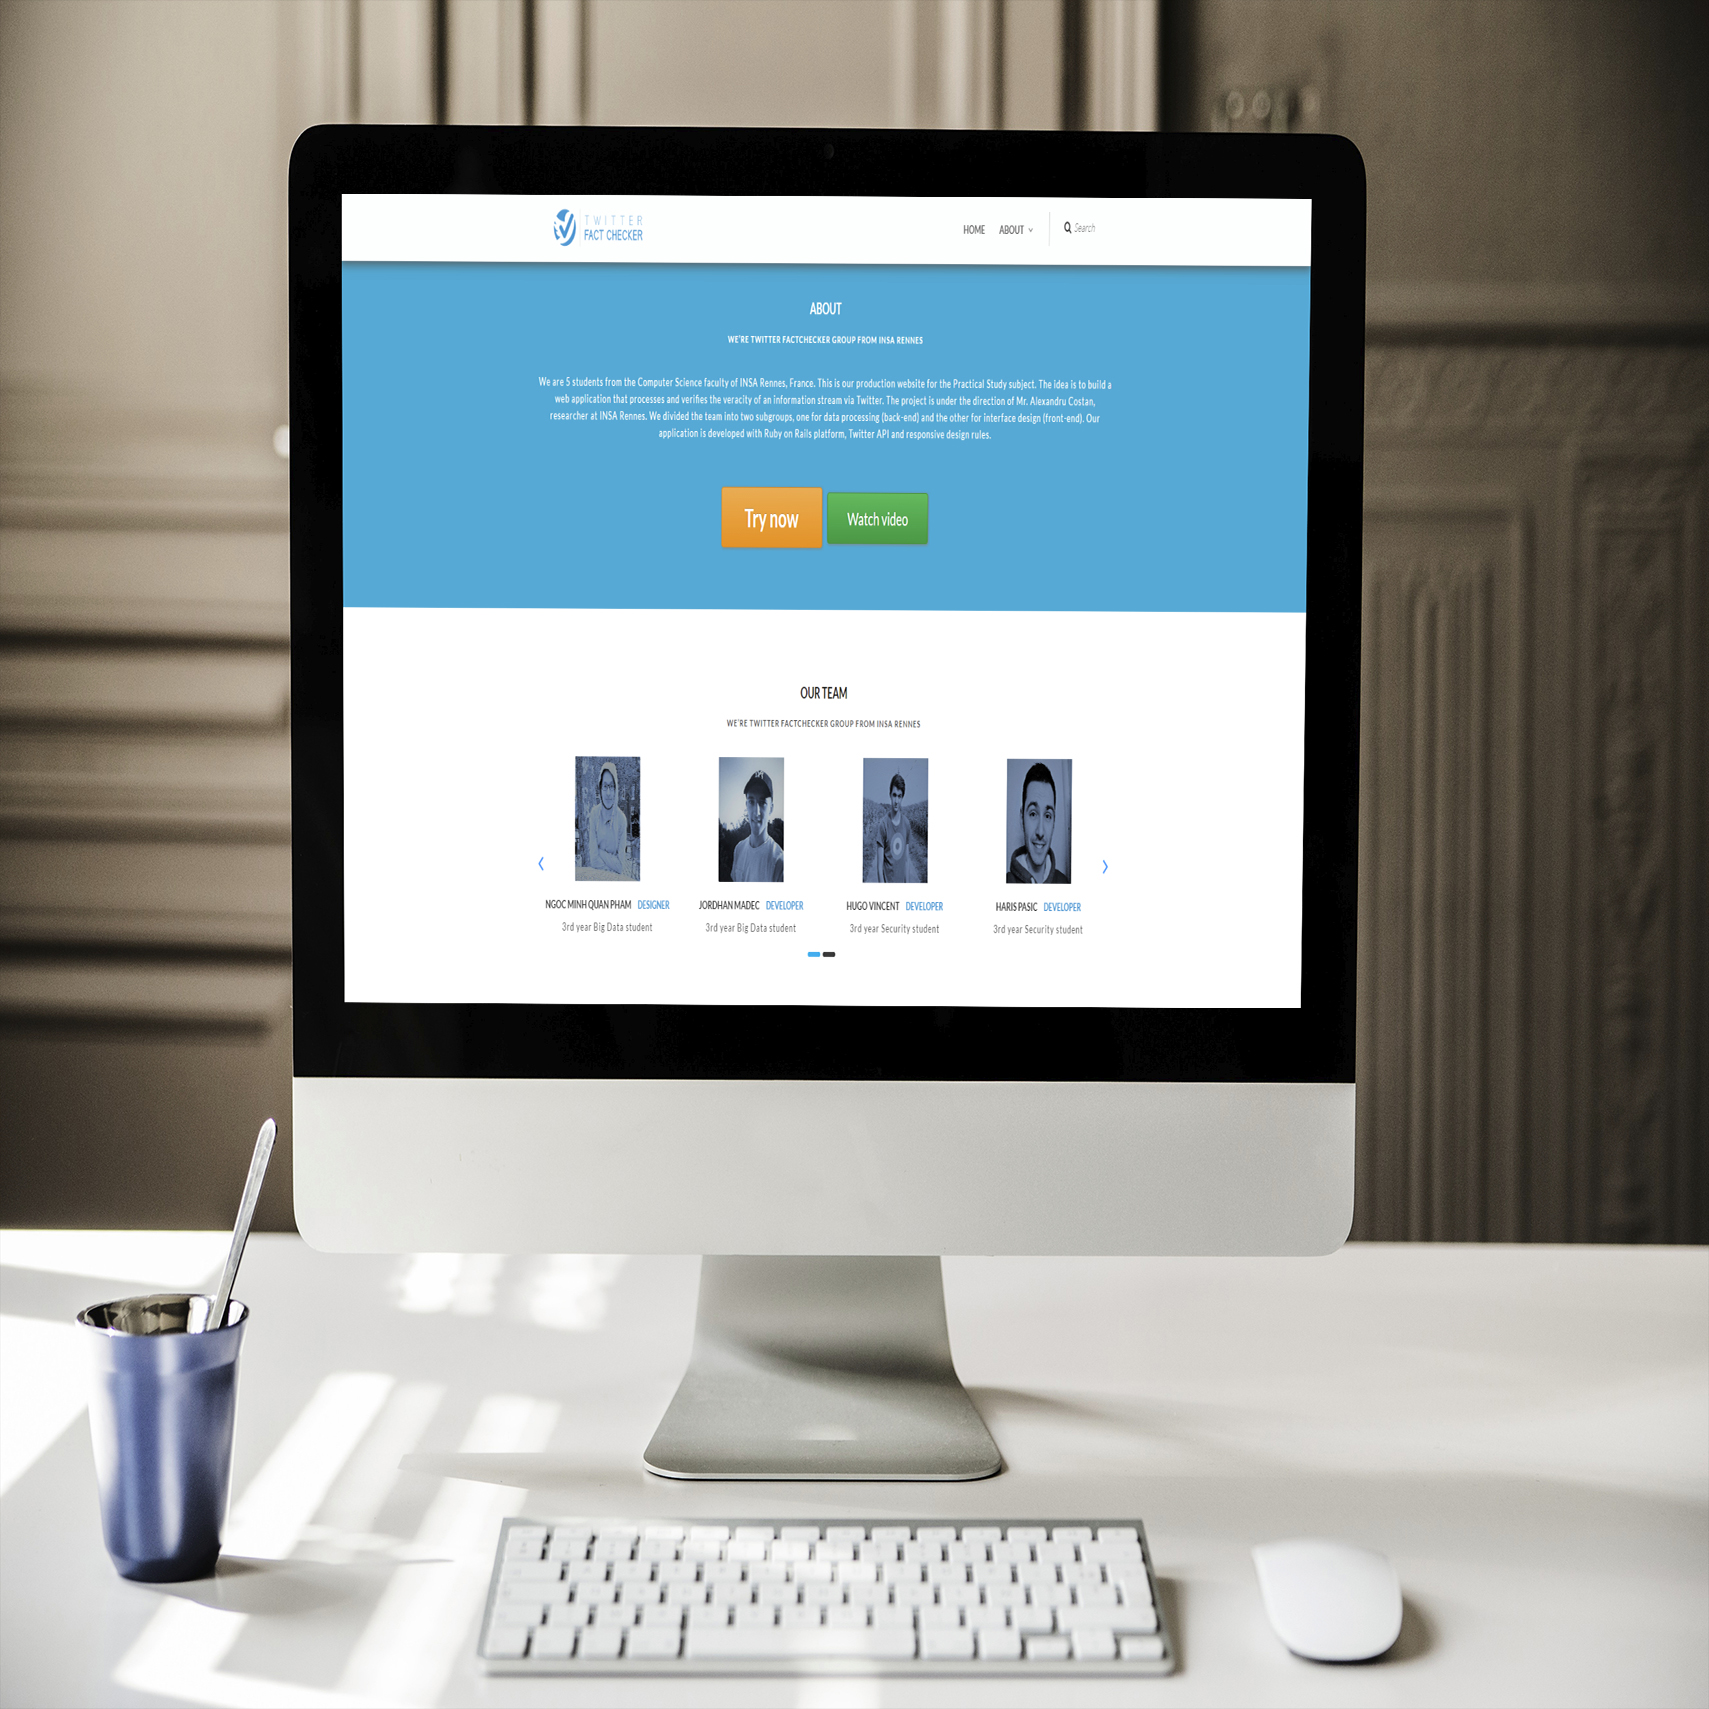 TWITTER
FACT CHECKER
HOME ABOUT Search
ABOUT
WE'RE TWITTER FACTCHECKER GROUP FROM INSA RENNES
We are 5 students from the Computer Science faculty of INSA Rennes, France. This is our production website for the Practical Study subject. The idea is to build a
web application that processes and verifies the veracity of an information stream via Twitter. The project is under the direction of Mr. Alexandru Costan,
researcher at INSA Rennes. We divided the team into two subgroups, one for data processing (back-end) and the other for interface design (front-end). Our
application is developed with Ruby on Rails platform, Twitter API and responsive design rules.
Try now Watch video
OUR TEAM
WE'RE TWITTER FACTCHECKER GROUP FROM INSA RENNES
NGOC MINH QUAN PHAM DESIGNER JORDHAN MADEC DEVELOPER HUGO VINCENT DEVELOPER HARIS PASIC DEVELOPER
3rd year Big Data student 3rd year Big Data student 3rd year Security student 3rd year Security student